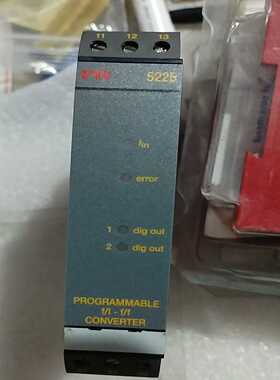 11 12 13
5225
fin
error
1 dig out
2 dig out
PROGRAMMABLE
f/I - f/f
CONVERTER